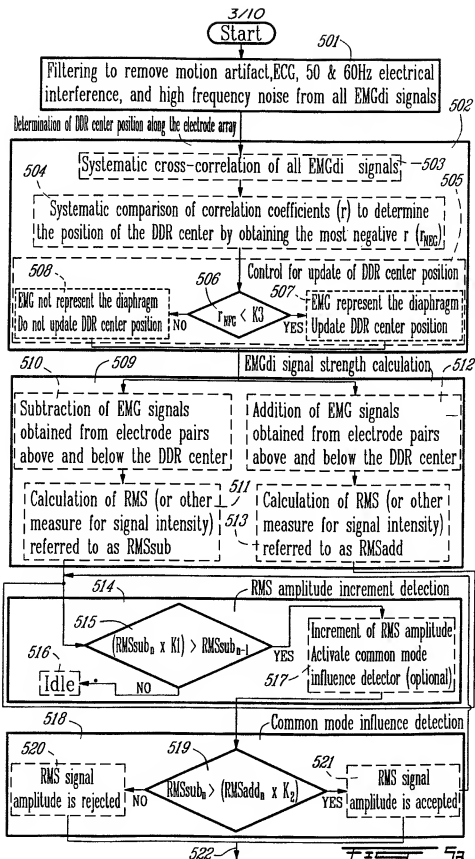 3/10
Start
501
Filtering to remove motion artifact,ECG, 50 & 60Hz electrical
interference, and high frequency noise from all EMGdi signals
Determination of DDR center position along the electrode array
502
Systematic cross-correlation of all EMGdi signals
503
504
505
Systematic comparison of correlation coefficients (r) to determine
the position of the DDR center by obtaining the most negative r (rNEG)
Control for update of DDR center position
508
EMG not represent the diaphragm
Do not update DDR center position
506
rNEG < K3
NO
YES
507
EMG represent the diaphragm
Update DDR center position
509
EMGdi signal strength calculation
510
Subtraction of EMG signals
obtained from electrode pairs
above and below the DDR center
512
Addition of EMG signals
obtained from electrode pairs
above and below the DDR center
Calculation of RMS (or other
measure for signal intensity)
referred to as RMSsub
511
513
Calculation of RMS (or other
measure for signal intensity)
referred to as RMSadd
514
RMS amplitude increment detection
515
(RMSsubn x K1) > RMSsubn-1
YES
NO
516
Idle
Increment of RMS amplitude
Activate common mode
influence detector (optional)
517
518
Common mode influence detection
519
RMSsubn > (RMSaddn x K2)
NO
YES
520
RMS signal
amplitude is rejected
521
RMS signal
amplitude is accepted
522